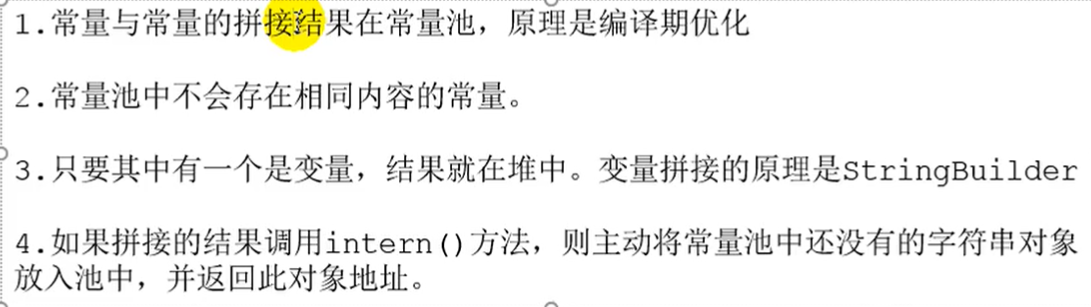 1.常量与常量的拼接结果在常量池，原理是编译期优化
2.常量池中不会存在相同内容的常量。
3.只要其中有一个是变量，结果就在堆中。变量拼接的原理是StringBuilder
4.如果拼接的结果调用intern()方法，则主动将常量池中还没有的字符串对象
放入池中，并返回此对象地址。